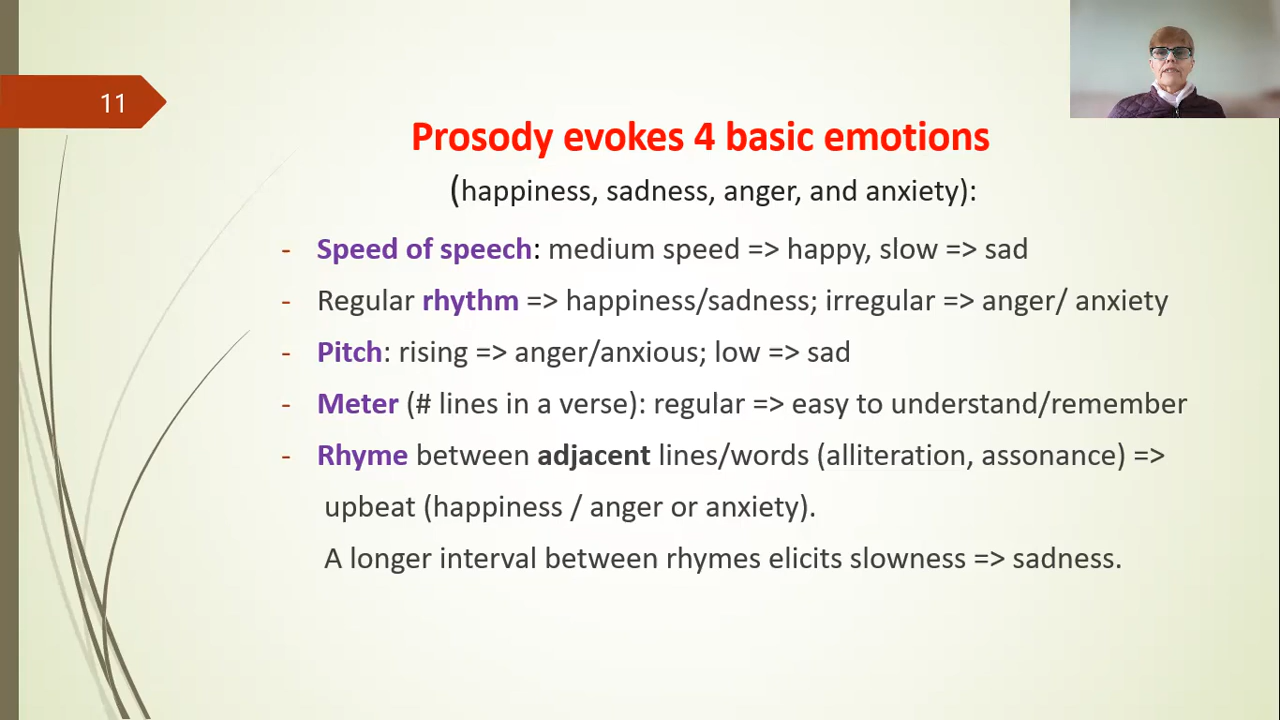 11
Prosody evokes 4 basic emotions
(happiness, sadness, anger, and anxiety):
- Speed of speech: medium speed => happy, slow => sad
- Regular rhythm => happiness/sadness; irregular => anger/ anxiety
- Pitch: rising => anger/anxious; low => sad
- Meter (# lines in a verse): regular => easy to understand/remember
- Rhyme between adjacent lines/words (alliteration, assonance) =>
upbeat (happiness / anger or anxiety).
A longer interval between rhymes elicits slowness => sadness.